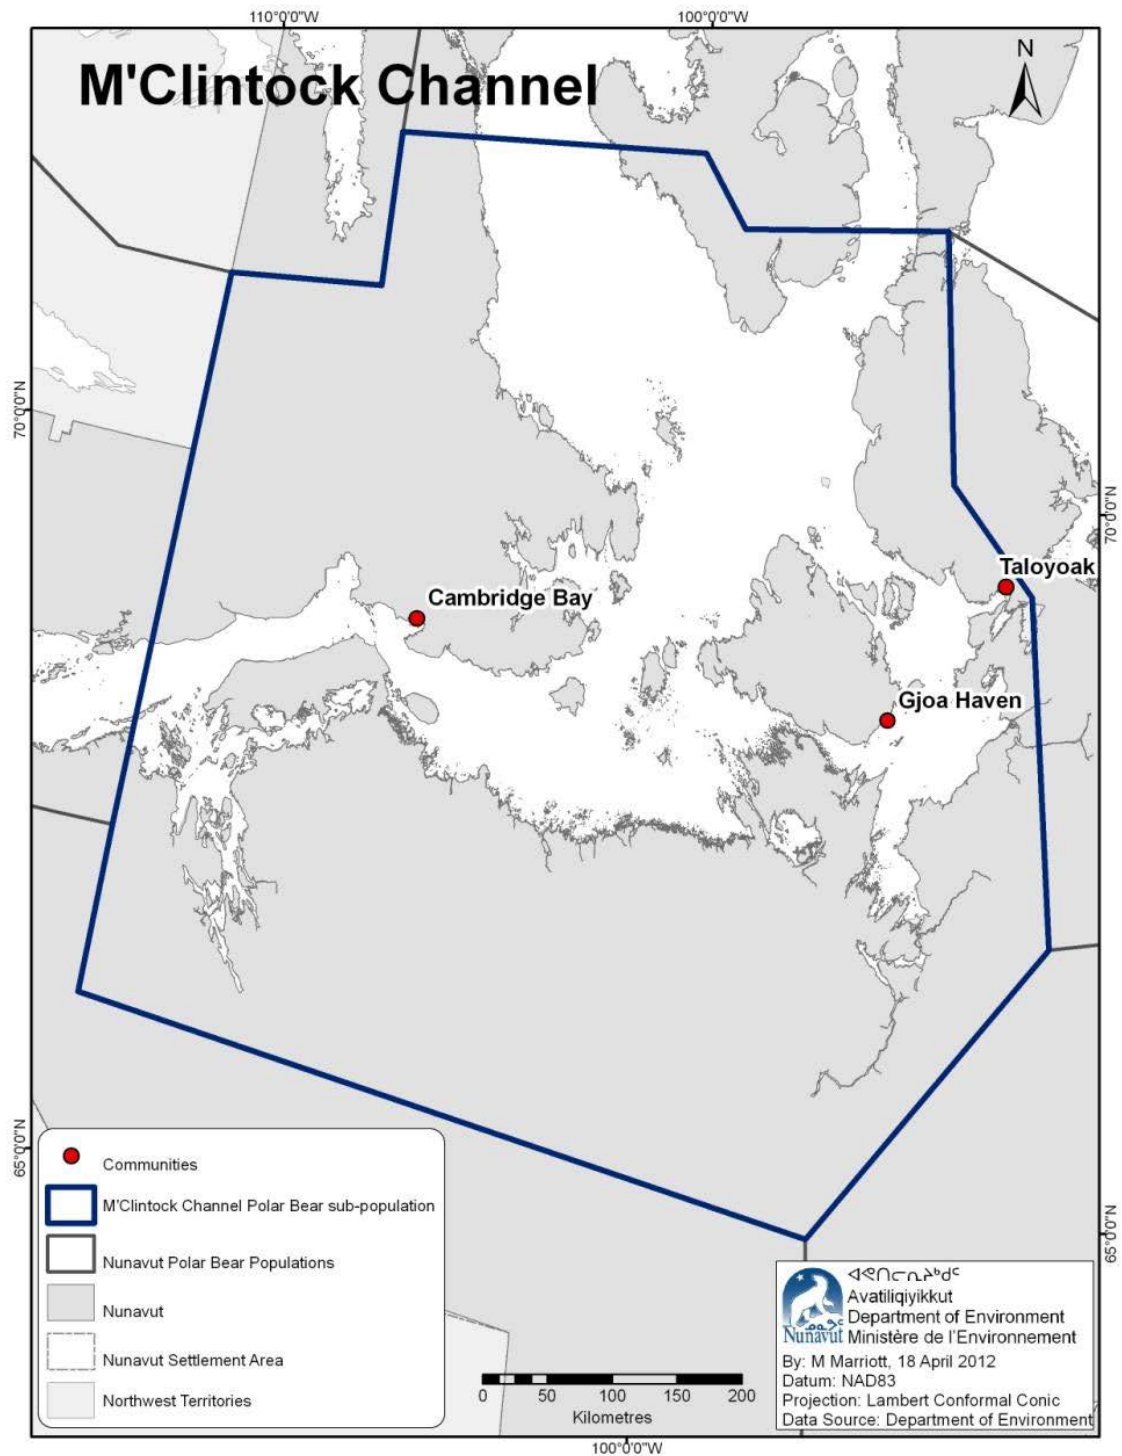 110°0'0"W
100°0'0"W
M'Clintock Channel
N
70°0'0"N
70°0'0"N
Taloyoak
Cambridge Bay
Gjoa Haven
65°0'0"N
65°0'0"N
Communities
M'Clintock Channel Polar Bear sub-population
Nunavut Polar Bear Populations
Nunavut
Nunavut Settlement Area
Northwest Territories
0 50 100 150 200
Kilometres
ᐊᕙᑎᓕᕆᔨᒃᑯᑦ
Avatiliqiyikkut
Department of Environment
Nunavut Ministère de l'Environnement
By: M Marriott, 18 April 2012
Datum: NAD83
Projection: Lambert Conformal Conic
Data Source: Department of Environment
100°0'0"W